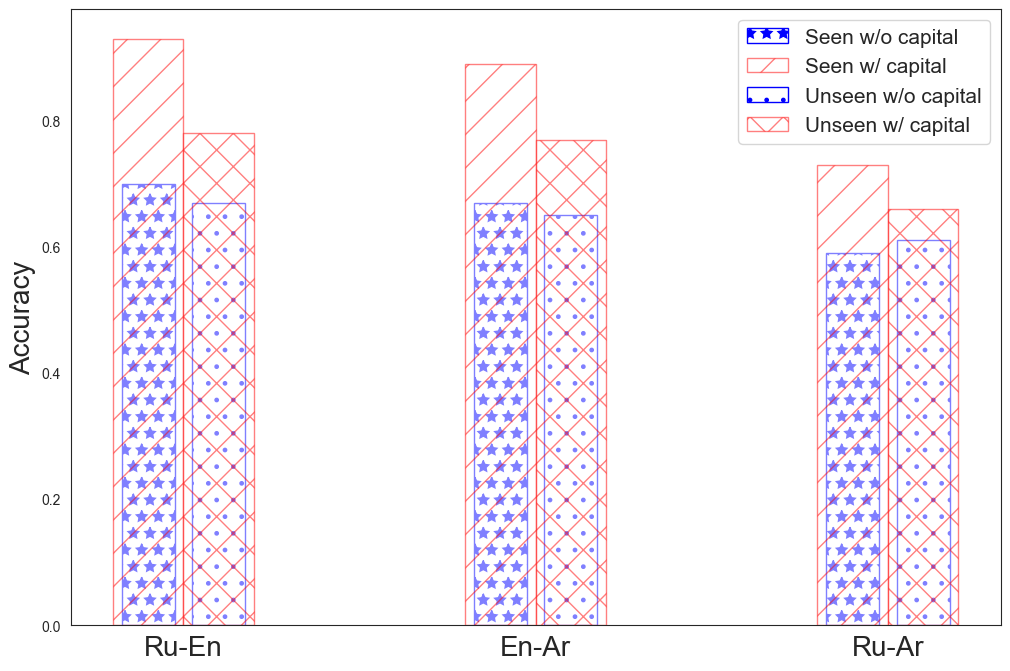 Seen w/o capital
Seen w/ capital
Unseen w/o capital
Unseen w/ capital
Accuracy
0.8
0.6
0.4
0.2
0.0
Ru-En
En-Ar
Ru-Ar